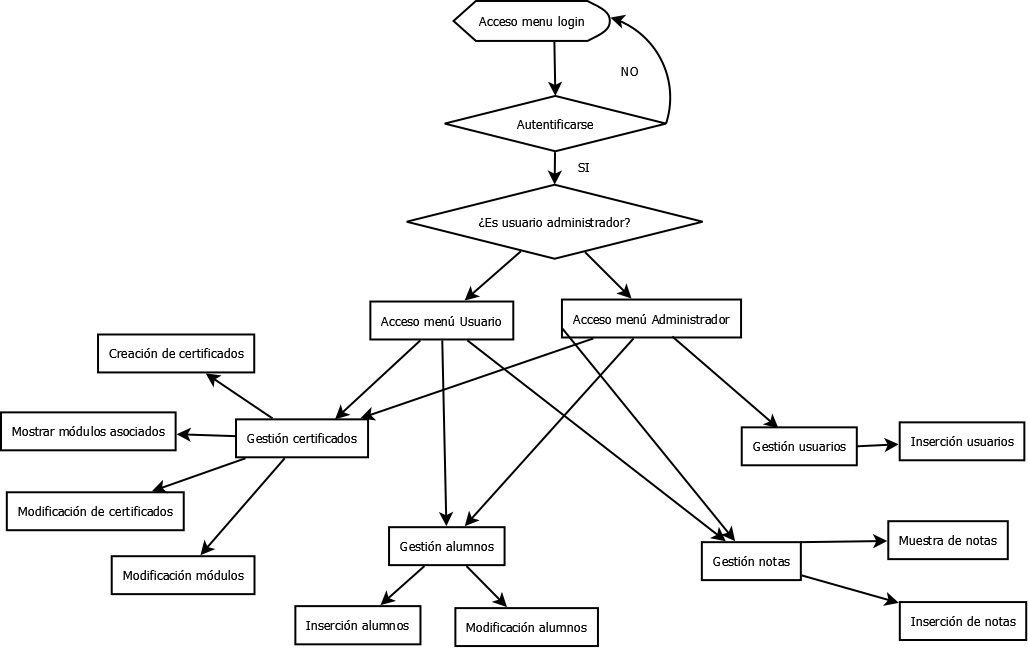 Acceso menu login
NO
Autentificarse
SI
¿Es usuario administrador?
Acceso menú Usuario
Acceso menú Administrador
Creación de certificados
Mostrar módulos asociados
Gestión certificados
Gestión usuarios
Inserción usuarios
Modificación de certificados
Gestión alumnos
Muestra de notas
Gestión notas
Modificación módulos
Inserción alumnos
Modificación alumnos
Inserción de notas